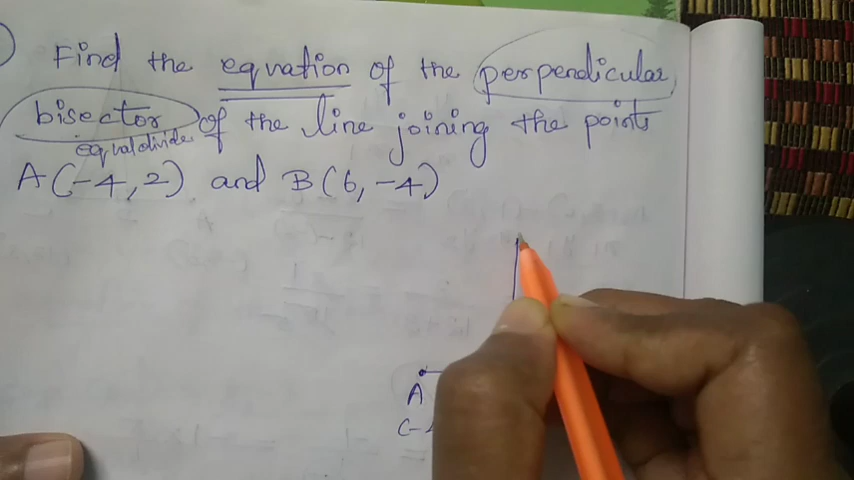 Find the equation of the perpendicular
bisector of the line joining the points
equal divide
A(-4, 2) and B(6, -4)
A